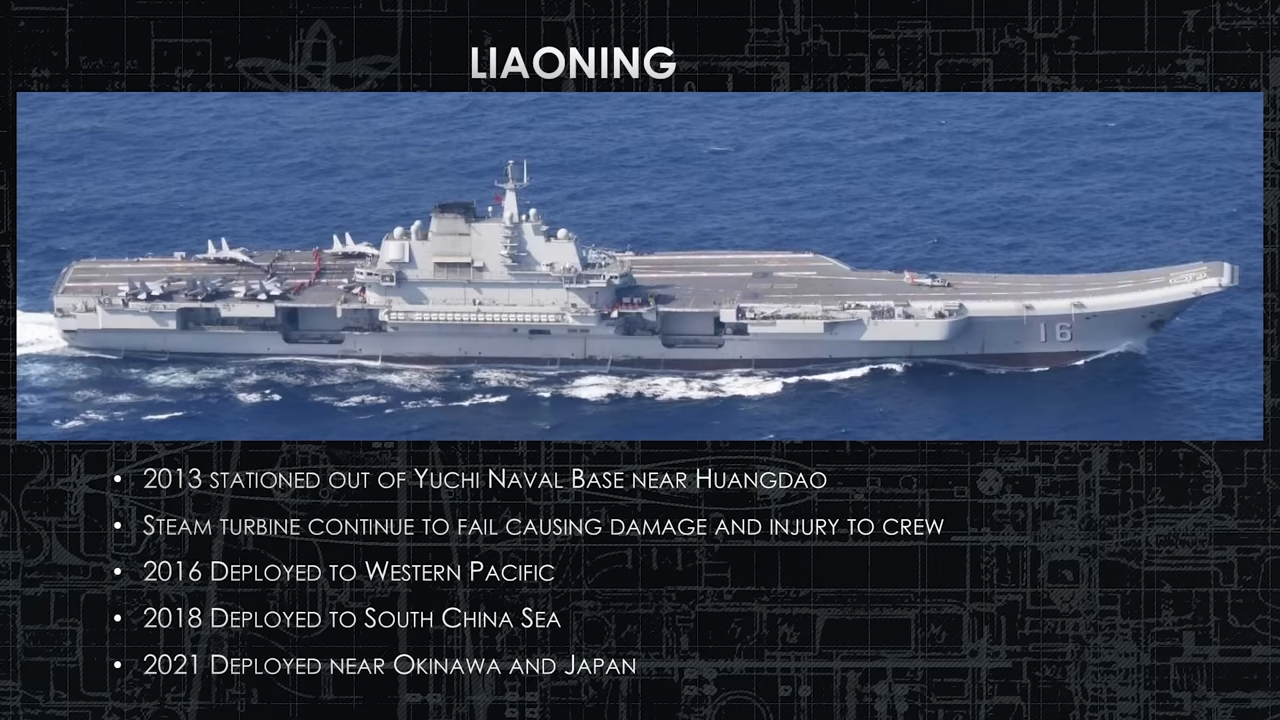 LIAONING
16
• 2013 STATIONED OUT OF YUCHI NAVAL BASE NEAR HUANGDAO
• STEAM TURBINE CONTINUE TO FAIL CAUSING DAMAGE AND INJURY TO CREW
• 2016 DEPLOYED TO WESTERN PACIFIC
• 2018 DEPLOYED TO SOUTH CHINA SEA
• 2021 DEPLOYED NEAR OKINAWA AND JAPAN